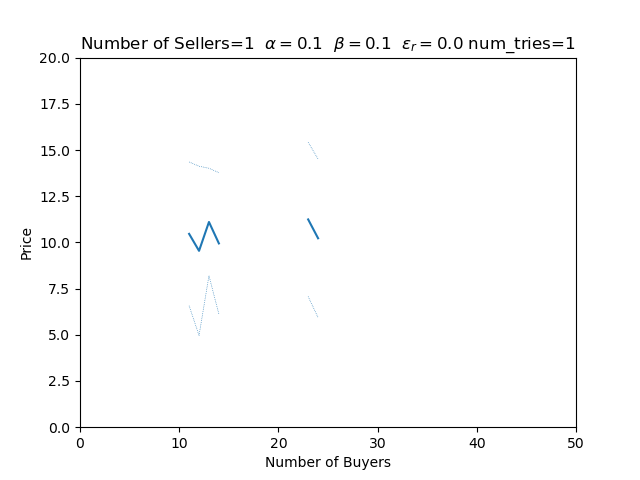 Number of Sellers=1 α = 0.1 β = 0.1 εr = 0.0 num_tries=1
20.0
17.5
15.0
12.5
10.0
7.5
5.0
2.5
0.0
Price
0 10 20 30 40 50
Number of Buyers